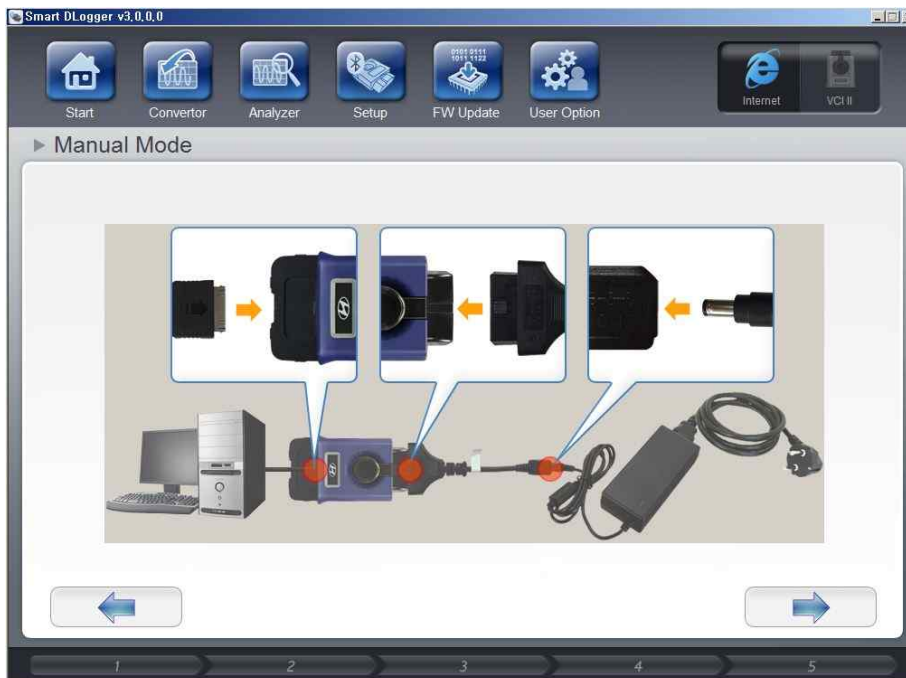 Smart DLogger v3,0,0,0
Start
Convertor
Analyzer
Setup
0101 0111
1011 1122
FW Update
User Option
Internet
VCI II
Manual Mode
1
2
3
4
5